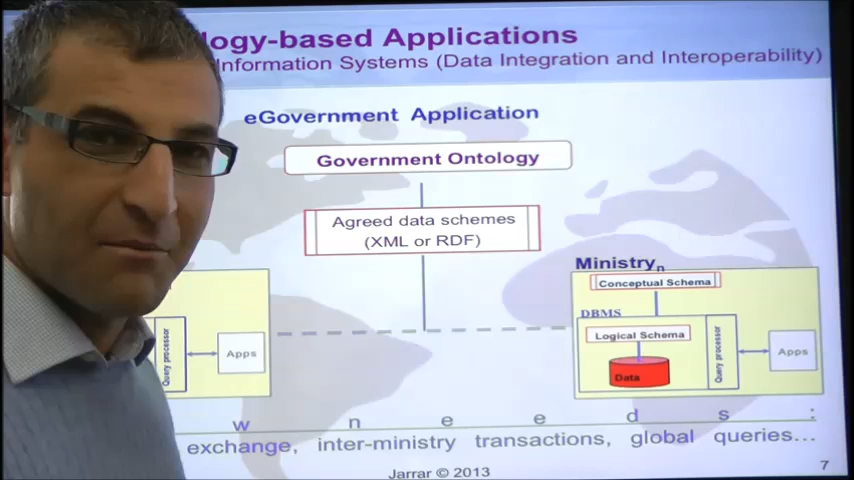 logy-based Applications
Information Systems (Data Integration and Interoperability)
eGovernment Application
Government Ontology
Agreed data schemes
(XML or RDF)
Ministryn
Conceptual Schema
DBMS
Logical Schema
Data
Query processor
Apps
Query processor
Apps
w n e e d s :
exchange, inter-ministry transactions, global queries...
Jarrar © 2013
7